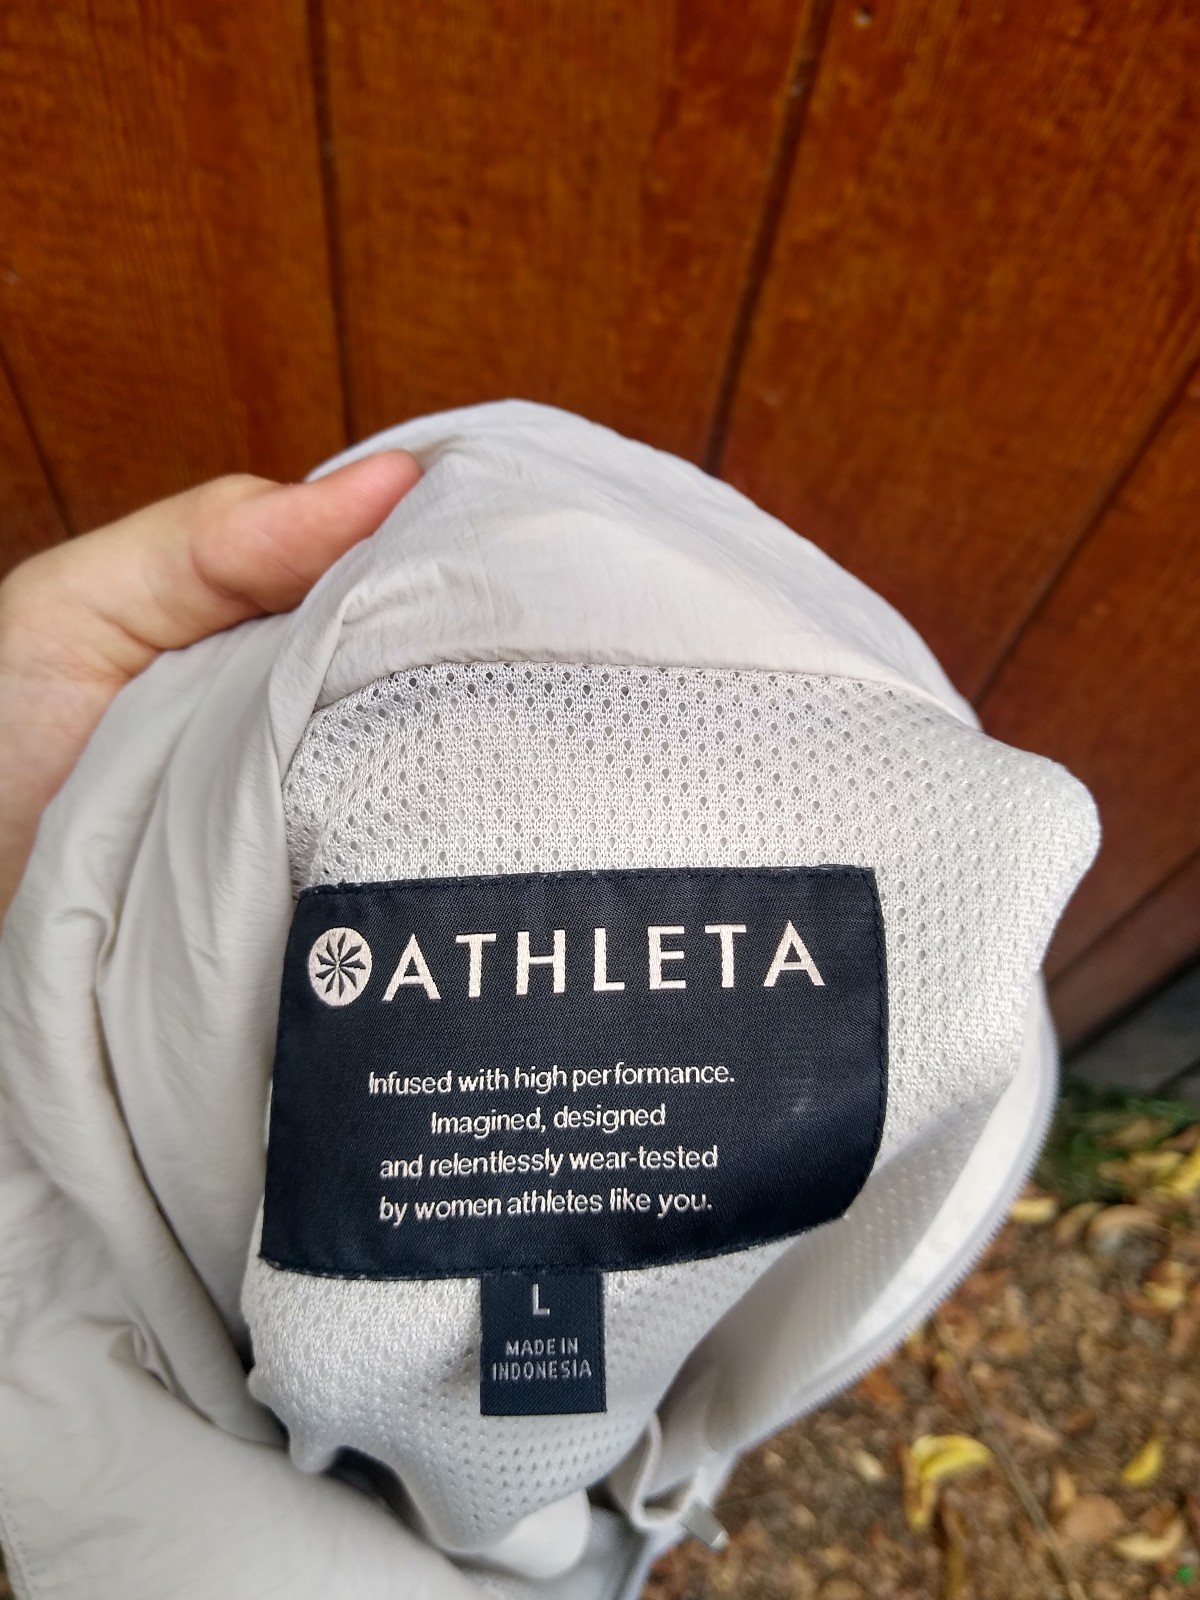 ATHLETA
Infused with high performance.
Imagined, designed
and relentlessly wear-tested
by women athletes like you.
L
MADE IN
INDONESIA